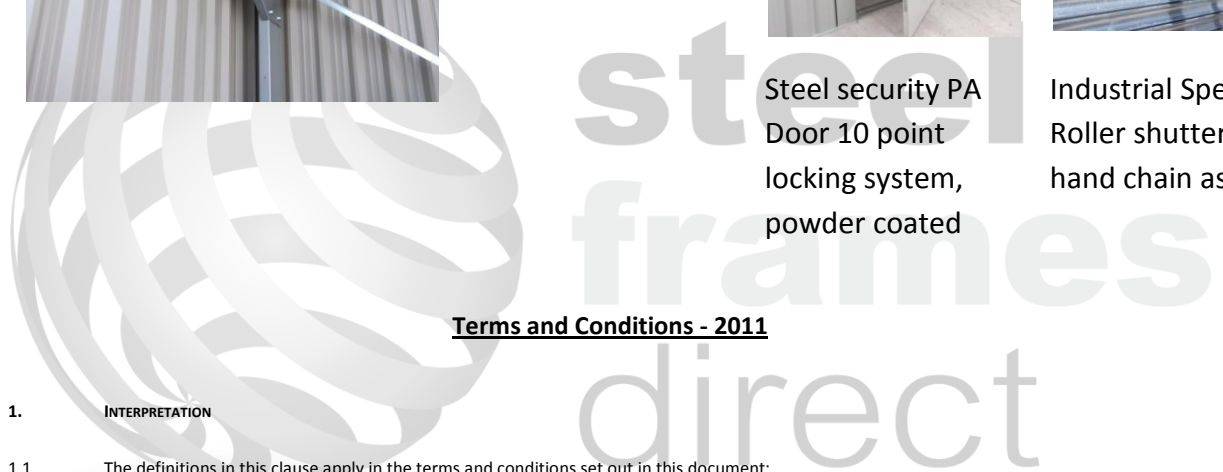 Steel security PA
Door 10 point
locking system,
powder coated
Industrial Spe
Roller shutter
hand chain as
steel
frames
direct
Terms and Conditions - 2011
1. INTERPRETATION
1.1 The definitions in this clause apply in the terms and conditions set out in this document: